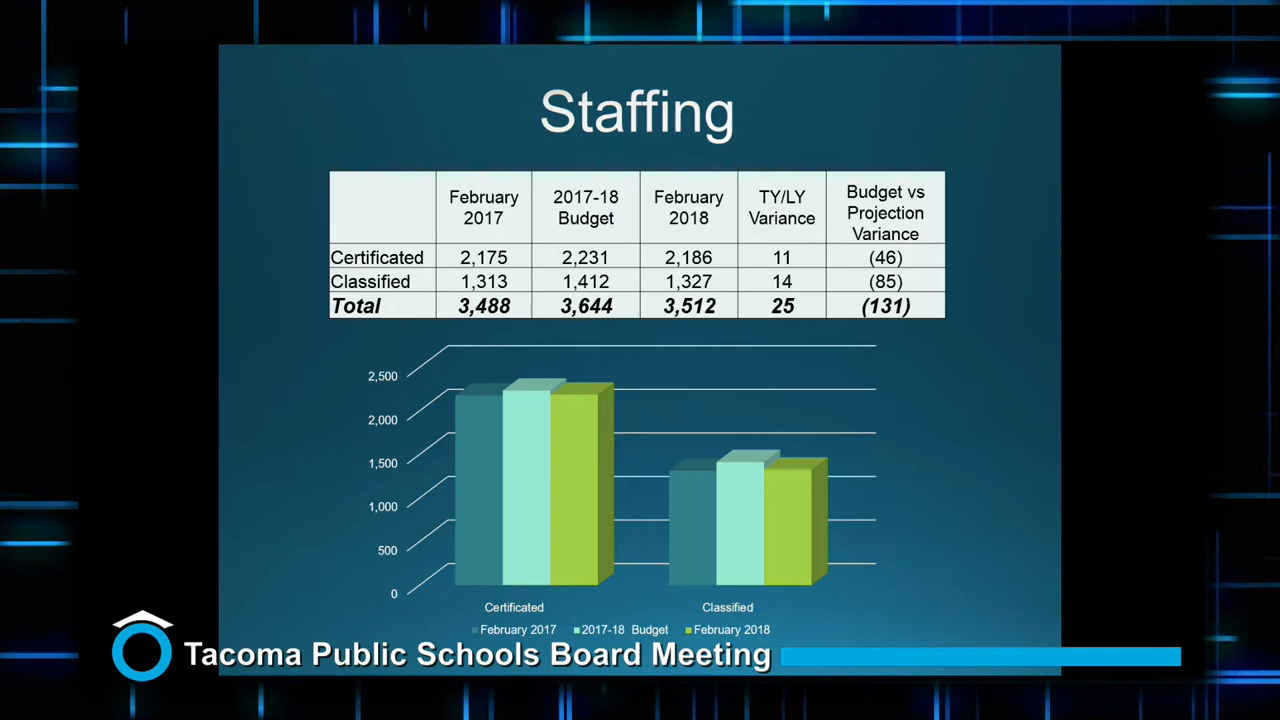 Staffing
February 2017 2017-18 Budget February 2018 TY/LY Variance Budget vs Projection Variance
Certificated 2,175 2,231 2,186 11 (46)
Classified 1,313 1,412 1,327 14 (85)
Total 3,488 3,644 3,512 25 (131)
2,500
2,000
1,500
1,000
500
0
Certificated Classified
February 2017 2017-18 Budget February 2018
Tacoma Public Schools Board Meeting